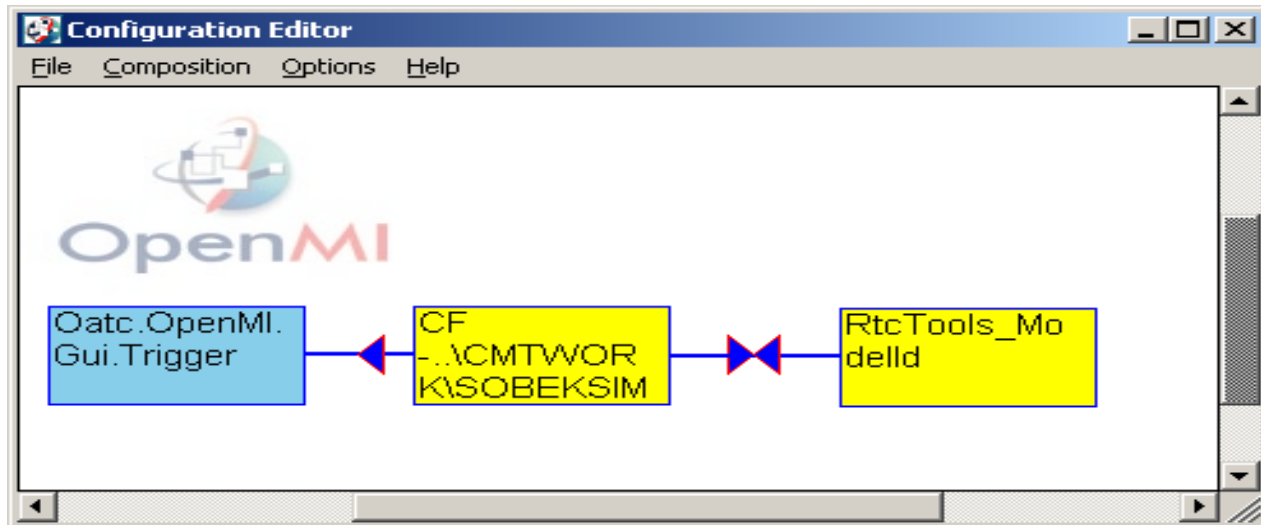 Configuration Editor
File Composition Options Help
OpenMI
Oatc.OpenMI.
Gui.Trigger
CF
-..\CMTWOR
K\SOBEKSIM
RtcTools_Mo
delId